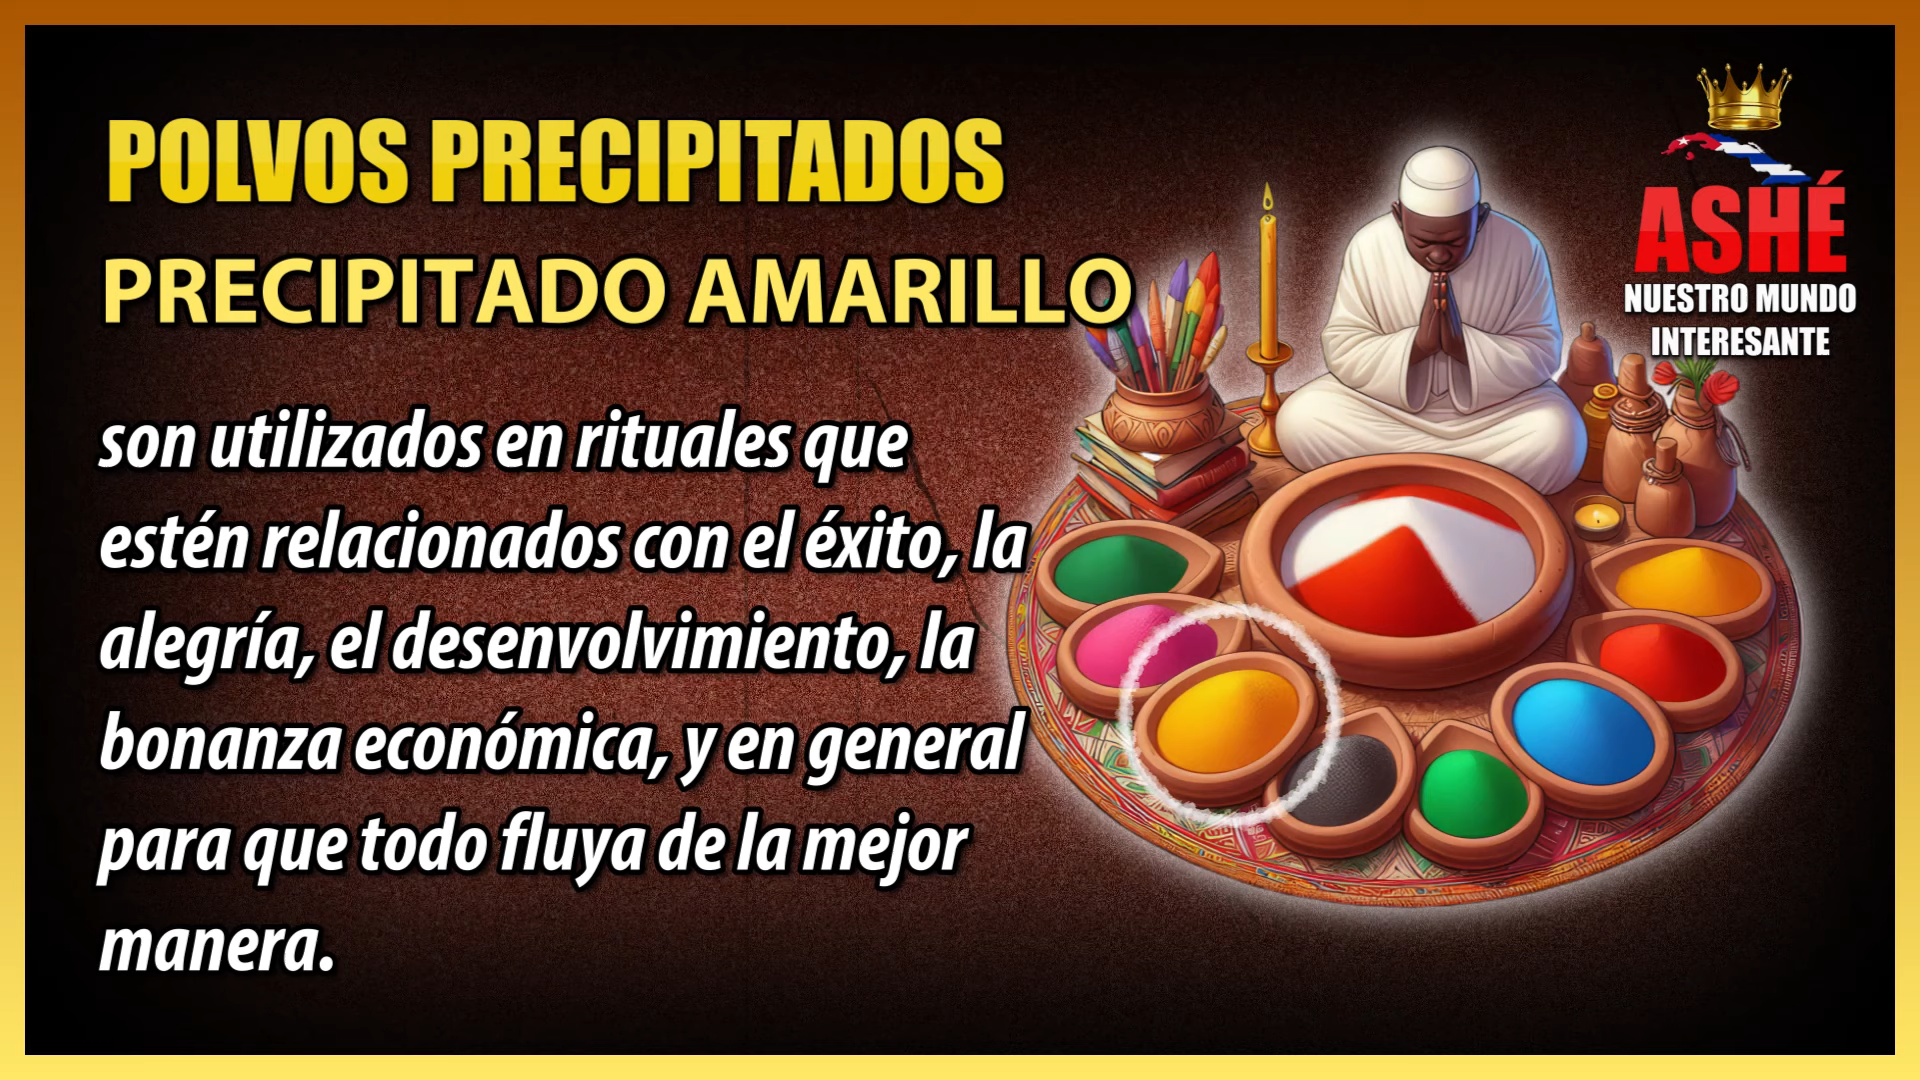 POLVOS PRECIPITADOS
PRECIPITADO AMARILLO
son utilizados en rituales que
estén relacionados con el éxito, la
alegría, el desenvolvimiento, la
bonanza económica, y en general
para que todo fluya de la mejor
manera.
ASHÉ
NUESTRO MUNDO
INTERESANTE